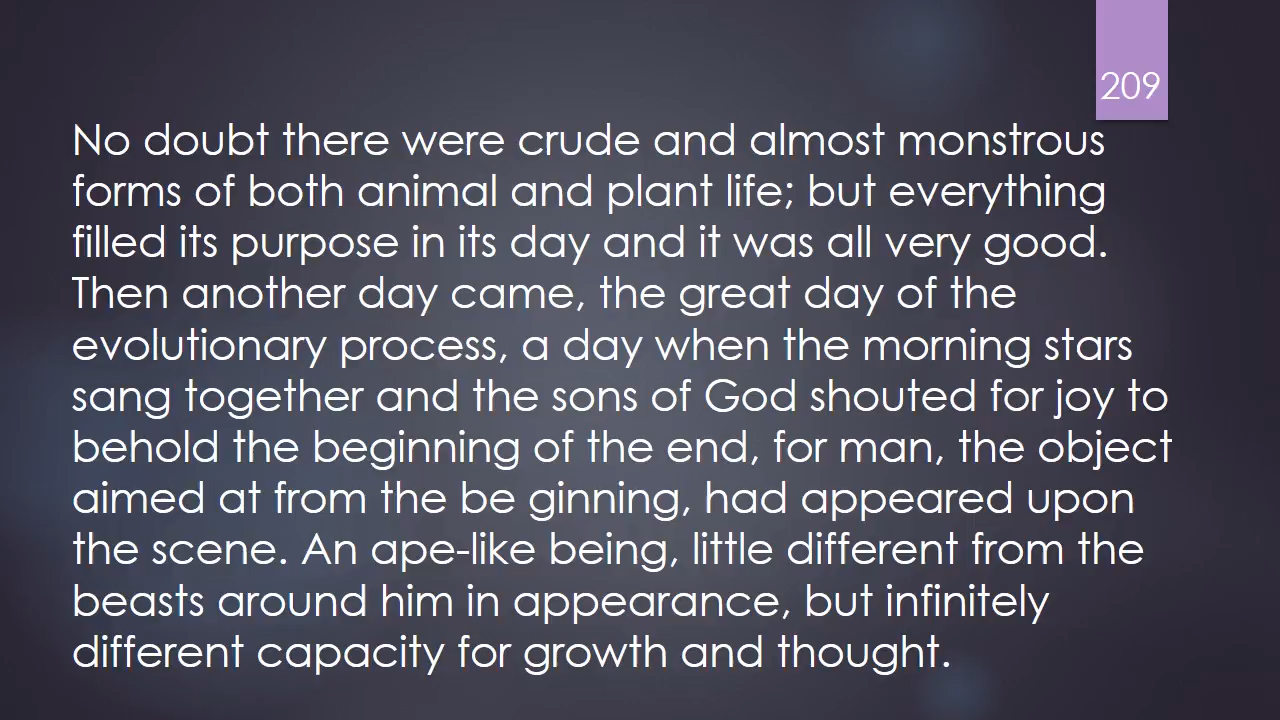 209
No doubt there were crude and almost monstrous
forms of both animal and plant life; but everything
filled its purpose in its day and it was all very good.
Then another day came, the great day of the
evolutionary process, a day when the morning stars
sang together and the sons of God shouted for joy to
behold the beginning of the end, for man, the object
aimed at from the be ginning, had appeared upon
the scene. An ape-like being, little different from the
beasts around him in appearance, but infinitely
different capacity for growth and thought.